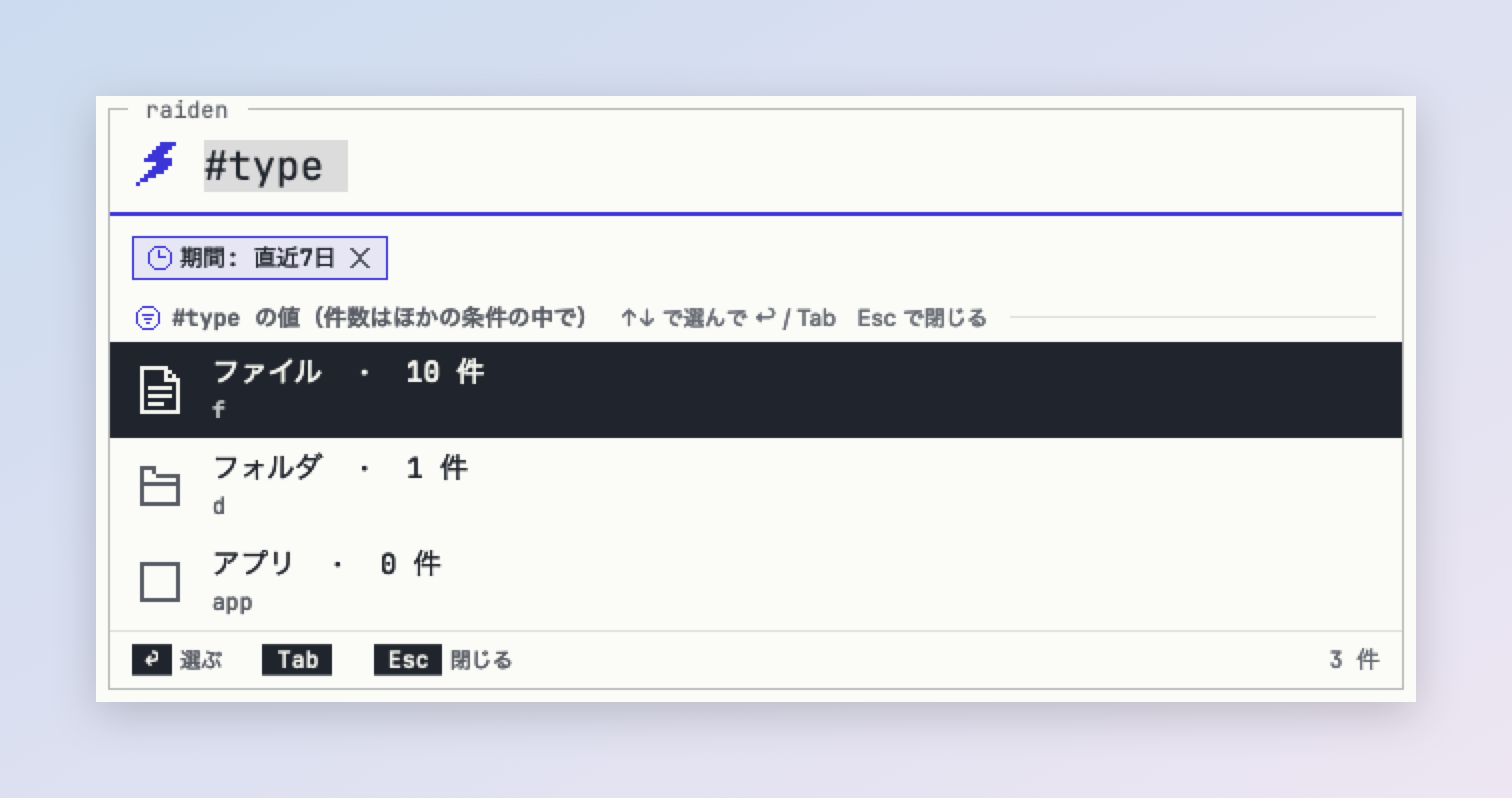 raiden
#type
期間: 直近7日
#type の値（件数はほかの条件の中で） ↑↓ で選んで ⏎ / Tab Esc で閉じる
ファイル ・ 10 件
f
フォルダ ・ 1 件
d
アプリ ・ 0 件
app
⏎ 選ぶ Tab Esc 閉じる 3 件